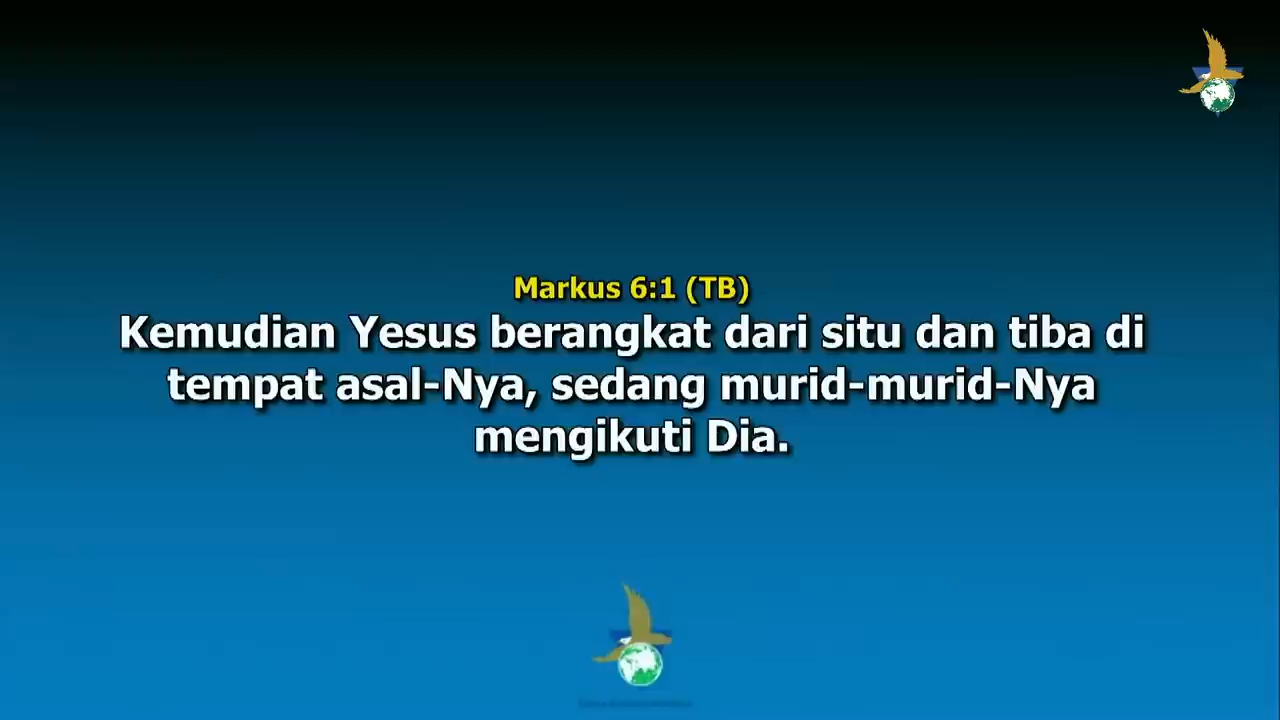 Markus 6:1 (TB)
Kemudian Yesus berangkat dari situ dan tiba di
tempat asal-Nya, sedang murid-murid-Nya
mengikuti Dia.